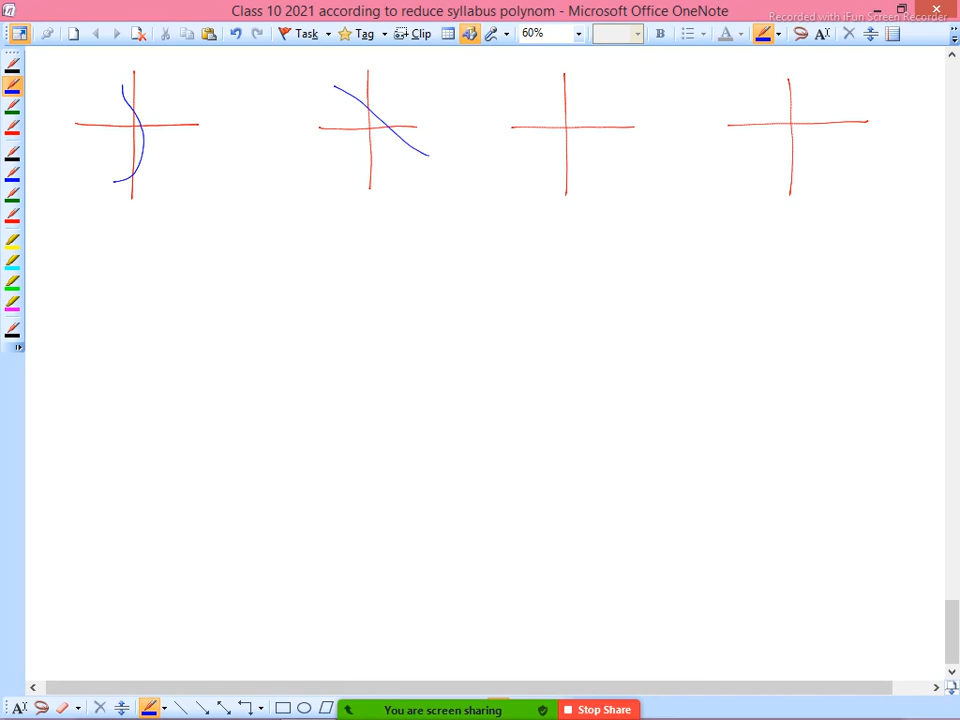 Class 10 2021 according to reduce syllabus polynom - Microsoft Office OneNote
Recorded with iFun Screen Recorder
Task
Tag
Clip
60%
B
A
A
You are screen sharing
Stop Share